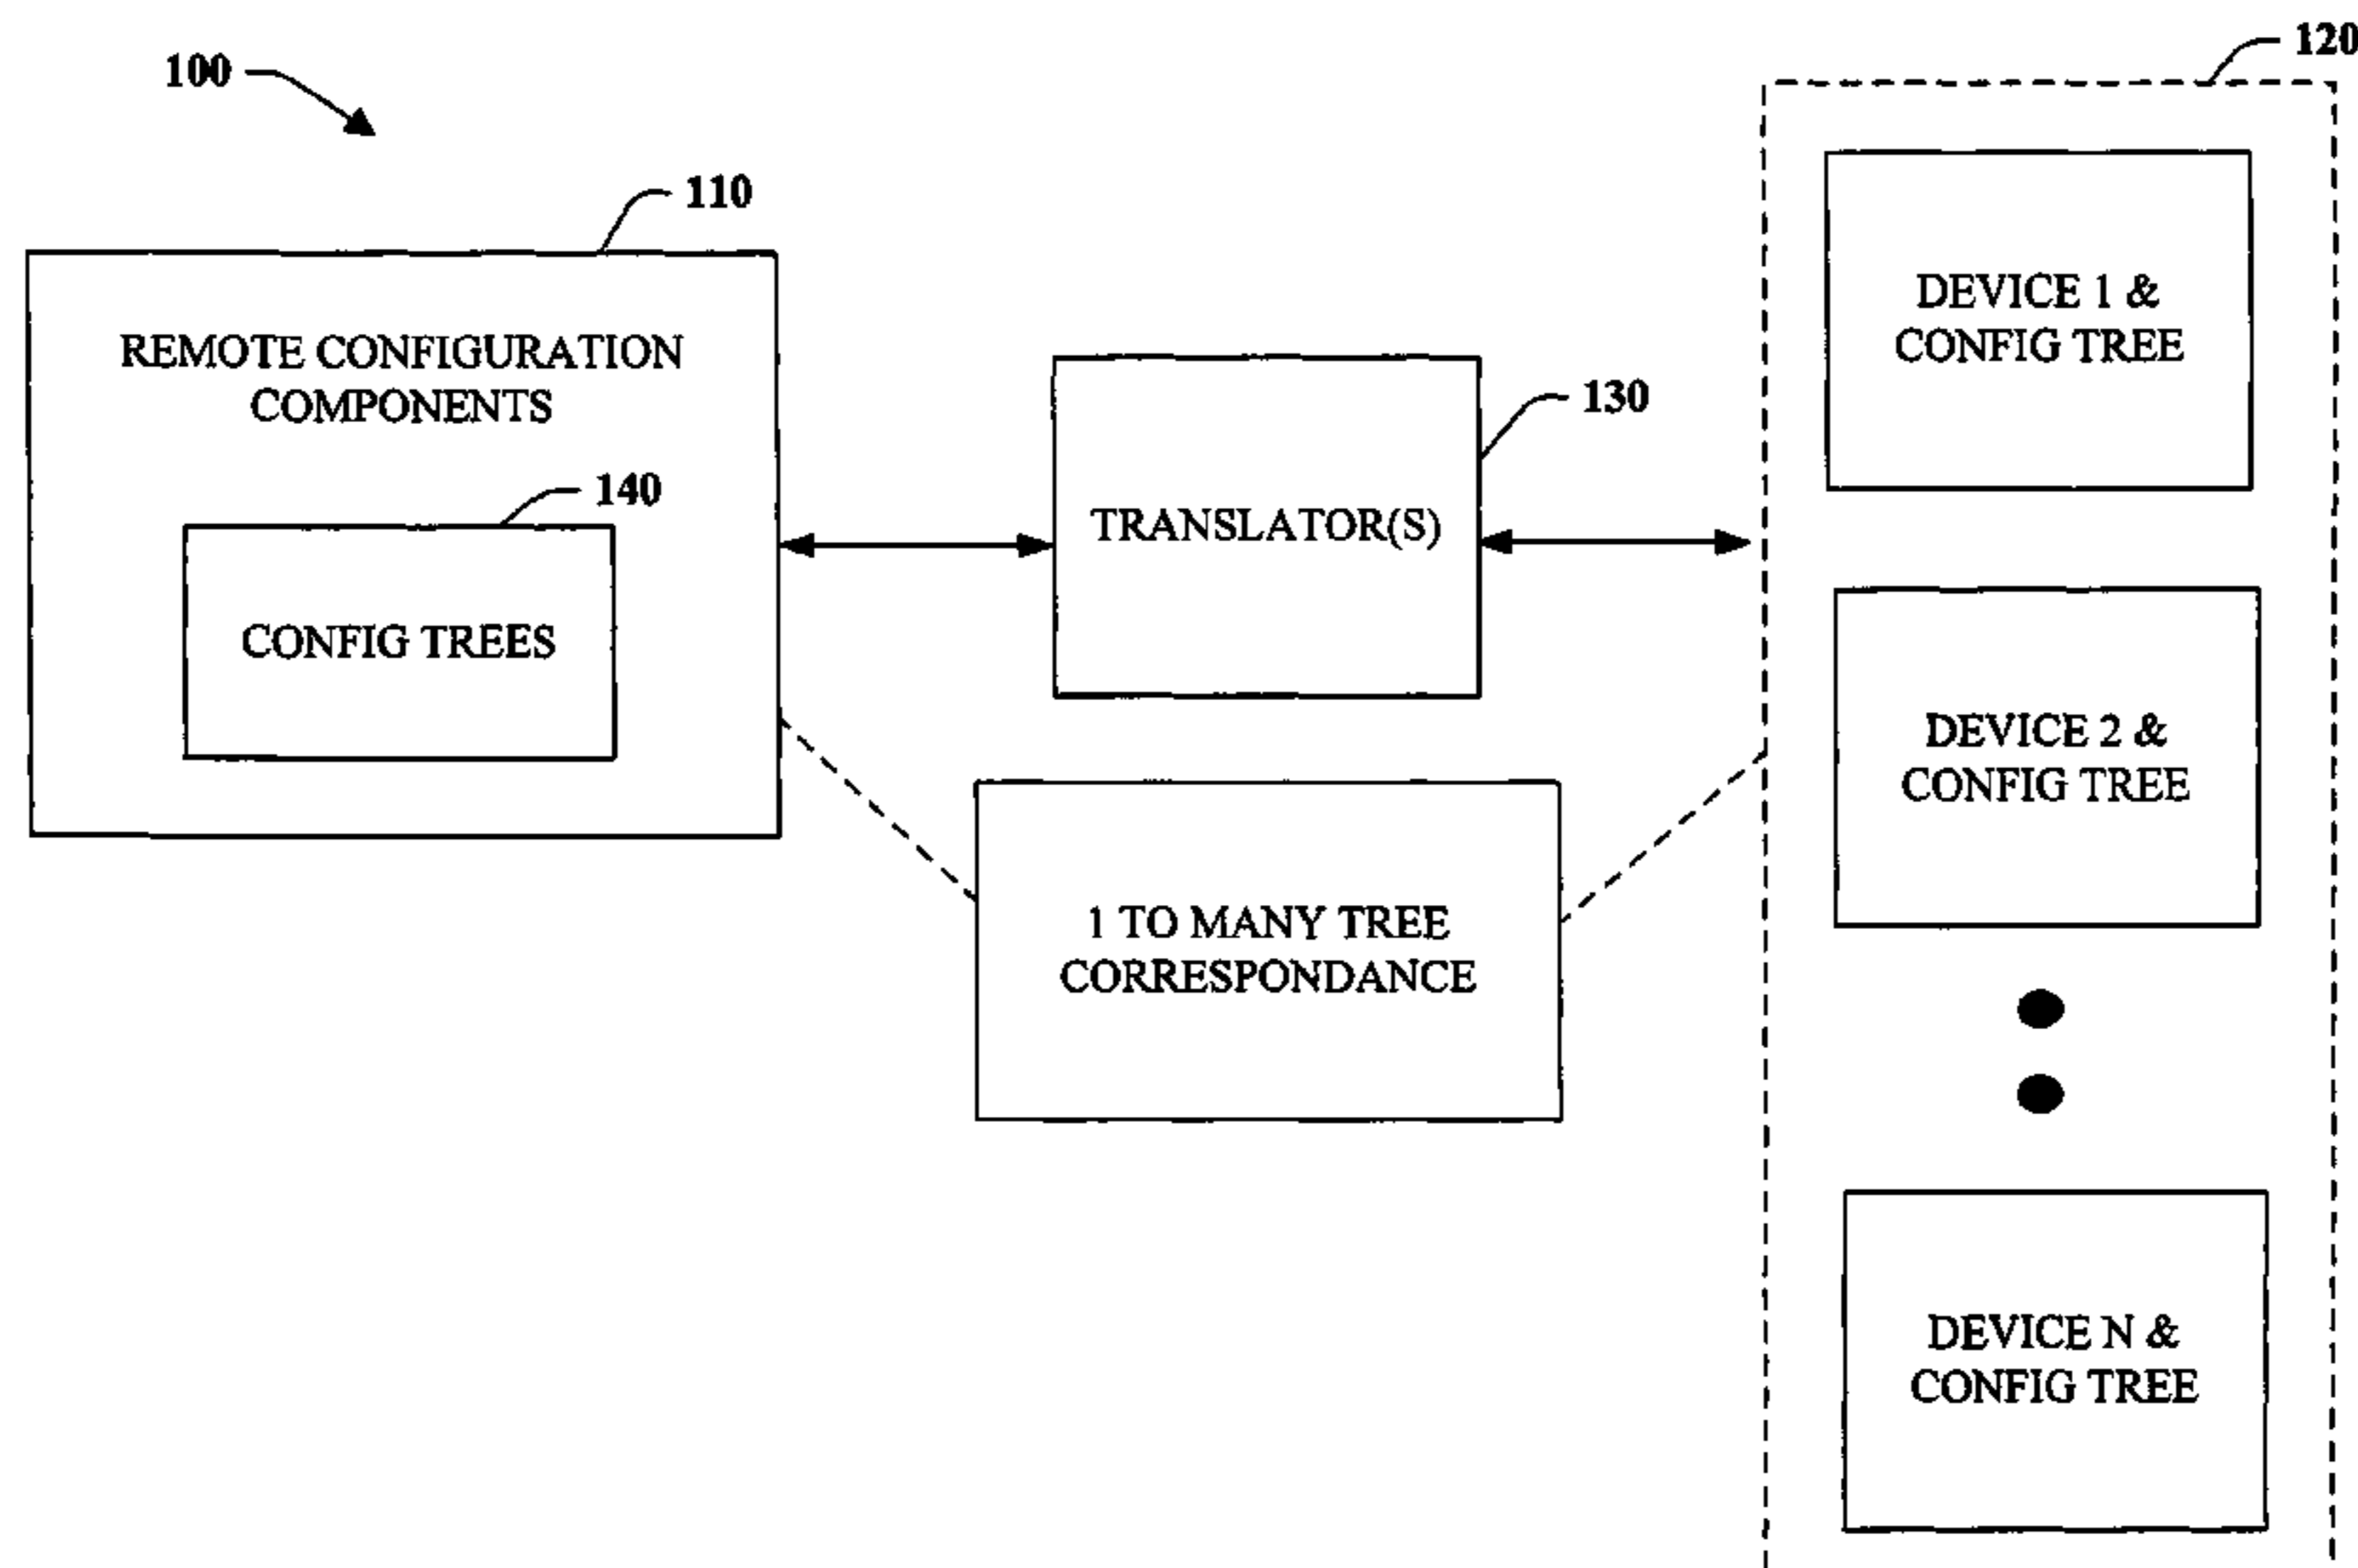 100
120
110
REMOTE CONFIGURATION
COMPONENTS
140
CONFIG TREES
130
TRANSLATOR(S)
1 TO MANY TREE
CORRESPONDANCE
DEVICE 1 &
CONFIG TREE
DEVICE 2 &
CONFIG TREE
DEVICE N &
CONFIG TREE